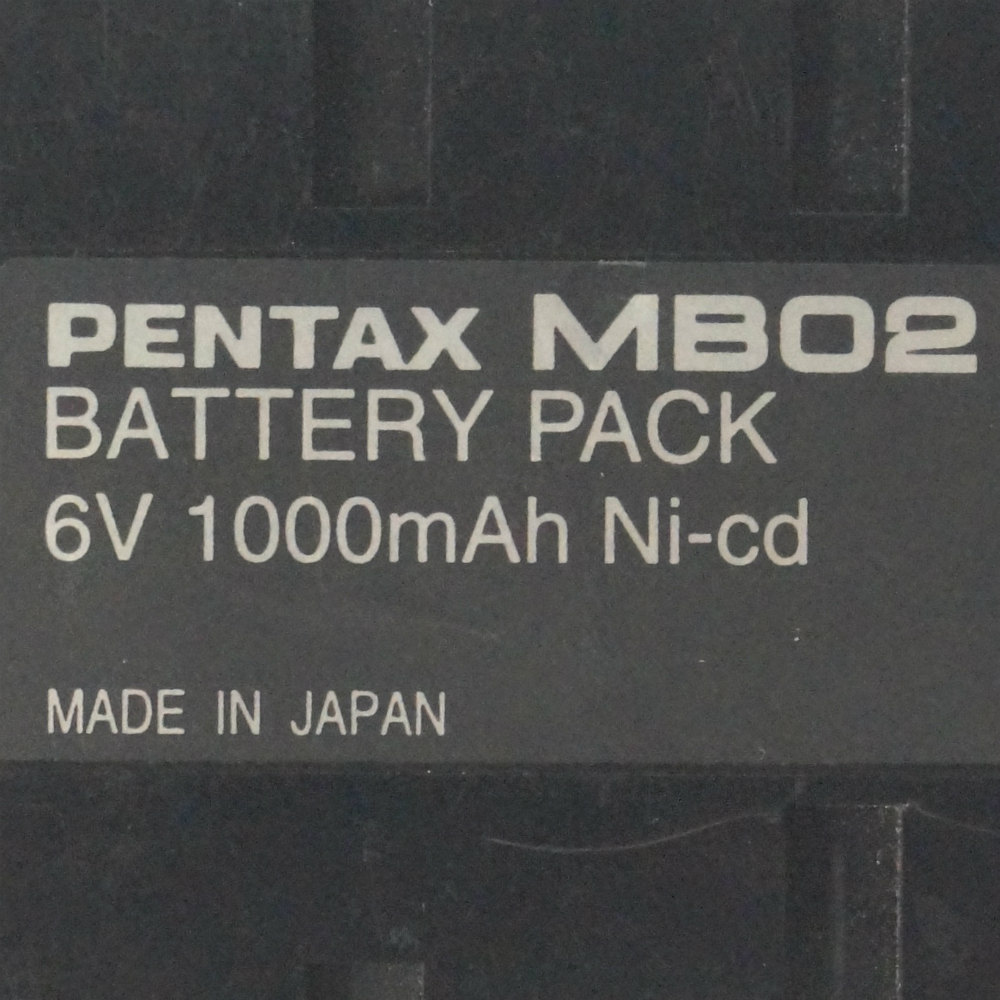 PENTAX MB02
BATTERY PACK
6V 1000mAh Ni-cd
MADE IN JAPAN